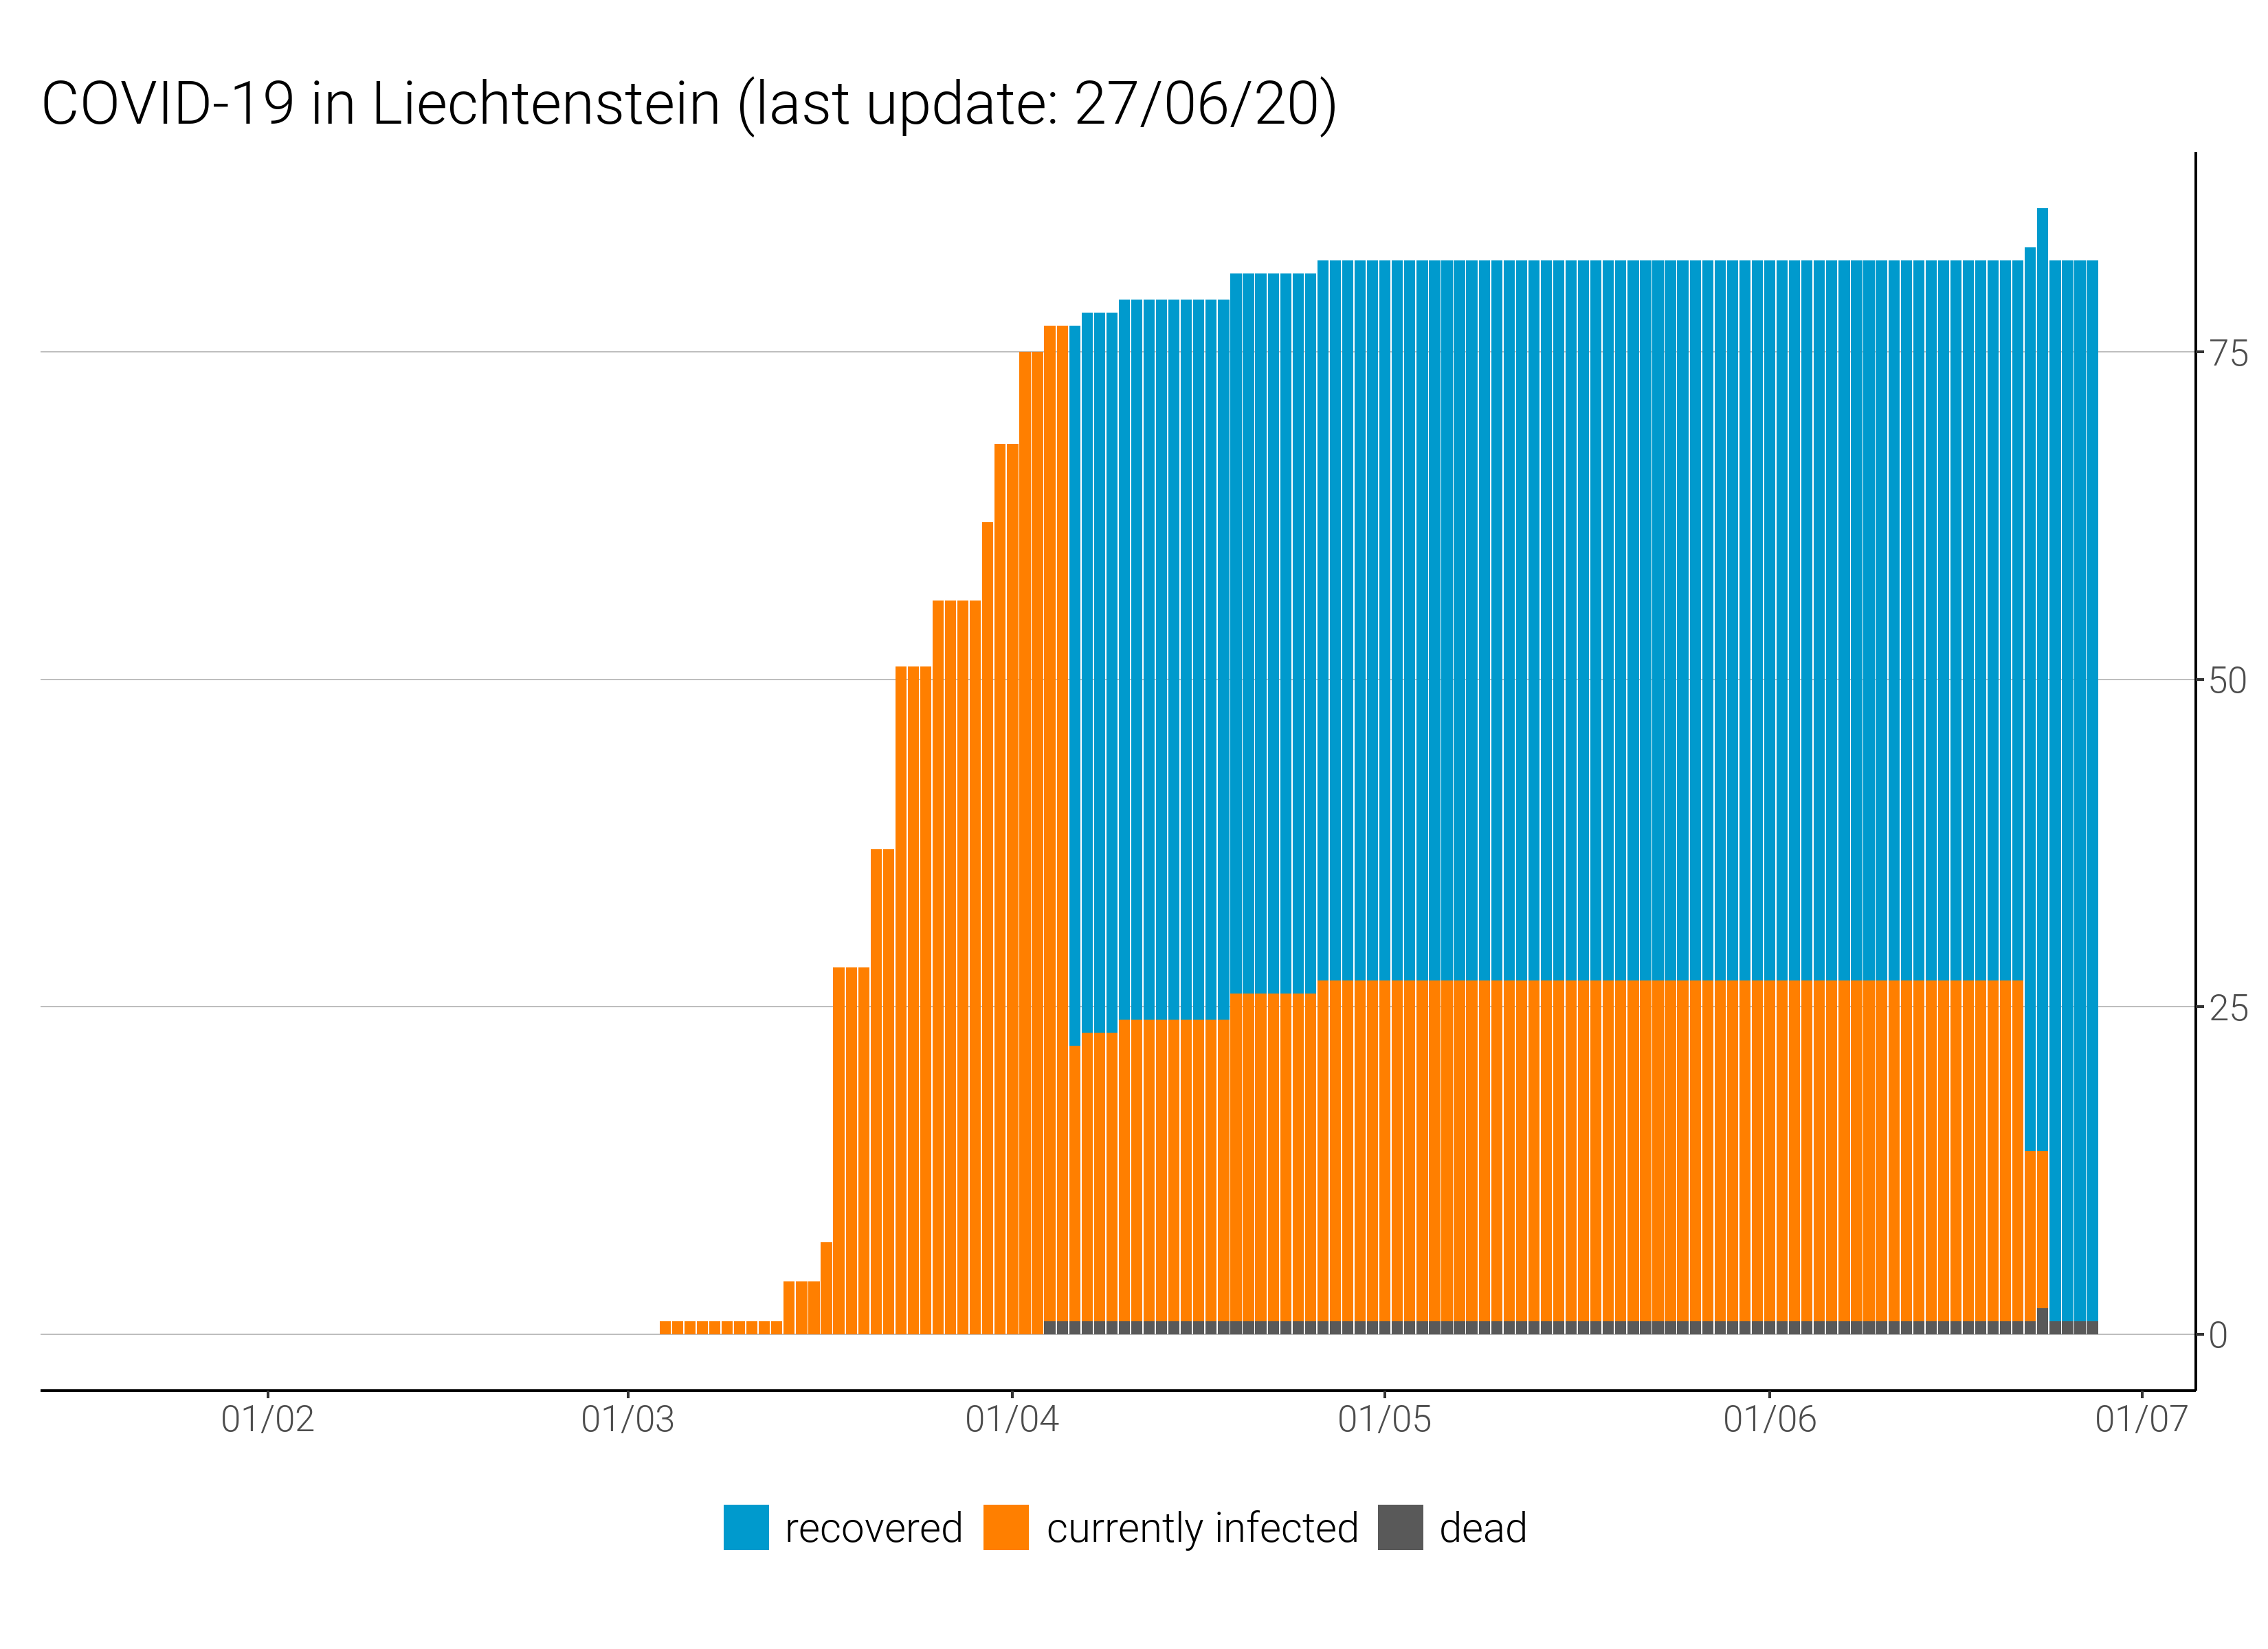 COVID-19 in Liechtenstein (last update: 27/06/20)
75
50
25
0
01/02 01/03 01/04 01/05 01/06 01/07
recovered currently infected dead